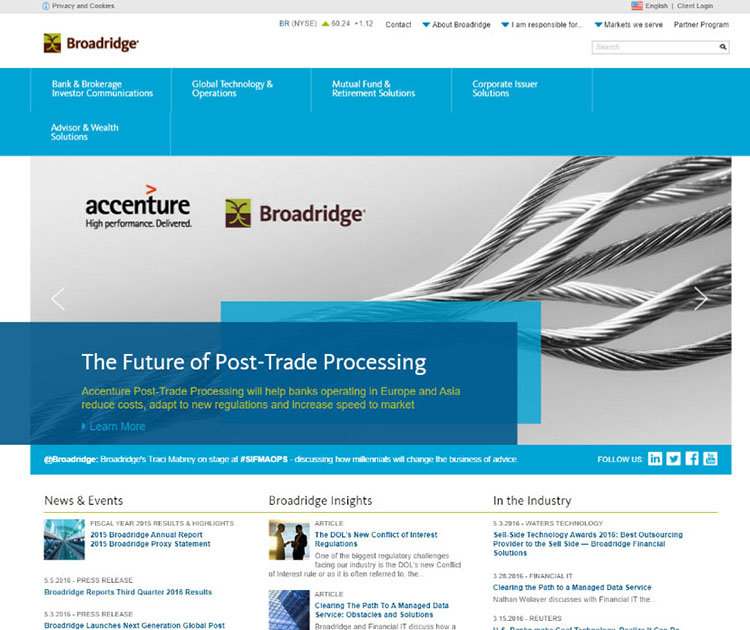 Privacy and Cookies
English | Client Login
BR (NYSE) 60.24 +1.12
Contact
About Broadridge
I am responsible for...
Markets we serve
Partner Program
Broadridge
Search
Bank & Brokerage
Investor Communications
Global Technology &
Operations
Mutual Fund &
Retirement Solutions
Corporate Issuer
Solutions
Advisor & Wealth
Solutions
accenture
High performance. Delivered.
Broadridge
The Future of Post-Trade Processing
Accenture Post-Trade Processing will help banks operating in Europe and Asia
reduce costs, adapt to new regulations and increase speed to market
Learn More
@Broadridge: Broadridge's Traci Mabrey on stage at #SIFMAOPS - discussing how millennials will change the business of advice.
FOLLOW US:
News & Events
FISCAL YEAR 2015 RESULTS & HIGHLIGHTS
2015 Broadridge Annual Report
2015 Broadridge Proxy Statement
5.5.2016 - PRESS RELEASE
Broadridge Reports Third Quarter 2016 Results
5.3.2016 - PRESS RELEASE
Broadridge Launches Next Generation Global Post
Broadridge Insights
ARTICLE
The DOL's New Conflict of Interest
Regulations
One of the biggest regulatory challenges
facing our industry is the DOL's new Conflict
of Interest rule or as it is often referred to, the...
ARTICLE
Clearing The Path To A Managed Data
Service: Obstacles and Solutions
Broadridge and Financial IT discuss how a
In the Industry
5.3.2016 - WATERS TECHNOLOGY
Sell-Side Technology Awards 2016: Best Outsourcing
Provider to the Sell Side — Broadridge Financial
Solutions
3.28.2016 - FINANCIAL IT
Clearing the Path to a Managed Data Service
Nathan Wolaver discusses with Financial IT the...
3.15.2016 - REUTERS
U.S. Banks make Good Technology, Realize it Can Do